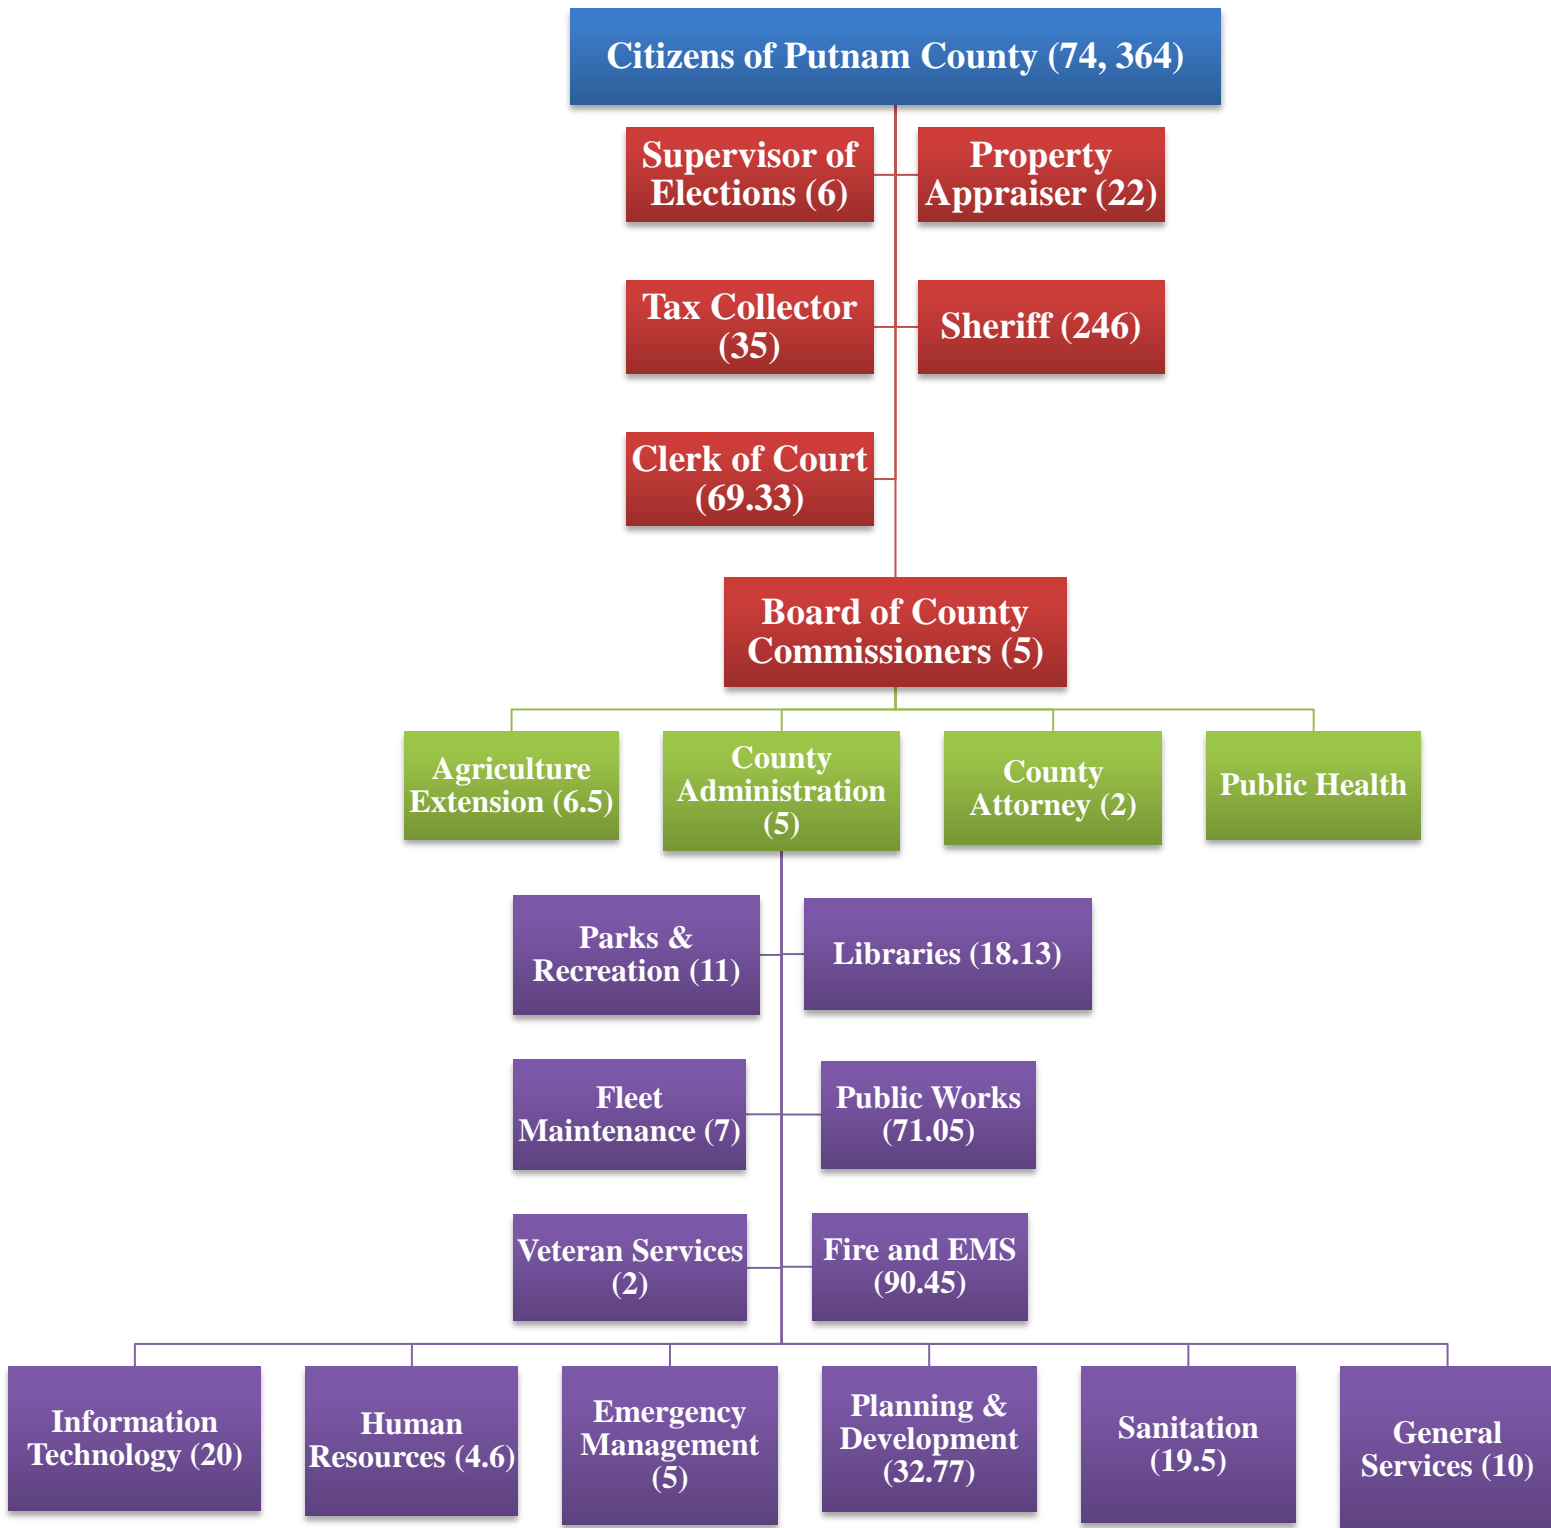 Citizens of Putnam County (74, 364)
Supervisor of
Elections (6)
Property
Appraiser (22)
Tax Collector
(35)
Sheriff (246)
Clerk of Court
(69.33)
Board of County
Commissioners (5)
Agriculture
Extension (6.5)
County
Administration
(5)
County
Attorney (2)
Public Health
Parks &
Recreation (11)
Libraries (18.13)
Fleet
Maintenance (7)
Public Works
(71.05)
Veteran Services
(2)
Fire and EMS
(90.45)
Information
Technology (20)
Human
Resources (4.6)
Emergency
Management
(5)
Planning &
Development
(32.77)
Sanitation
(19.5)
General
Services (10)